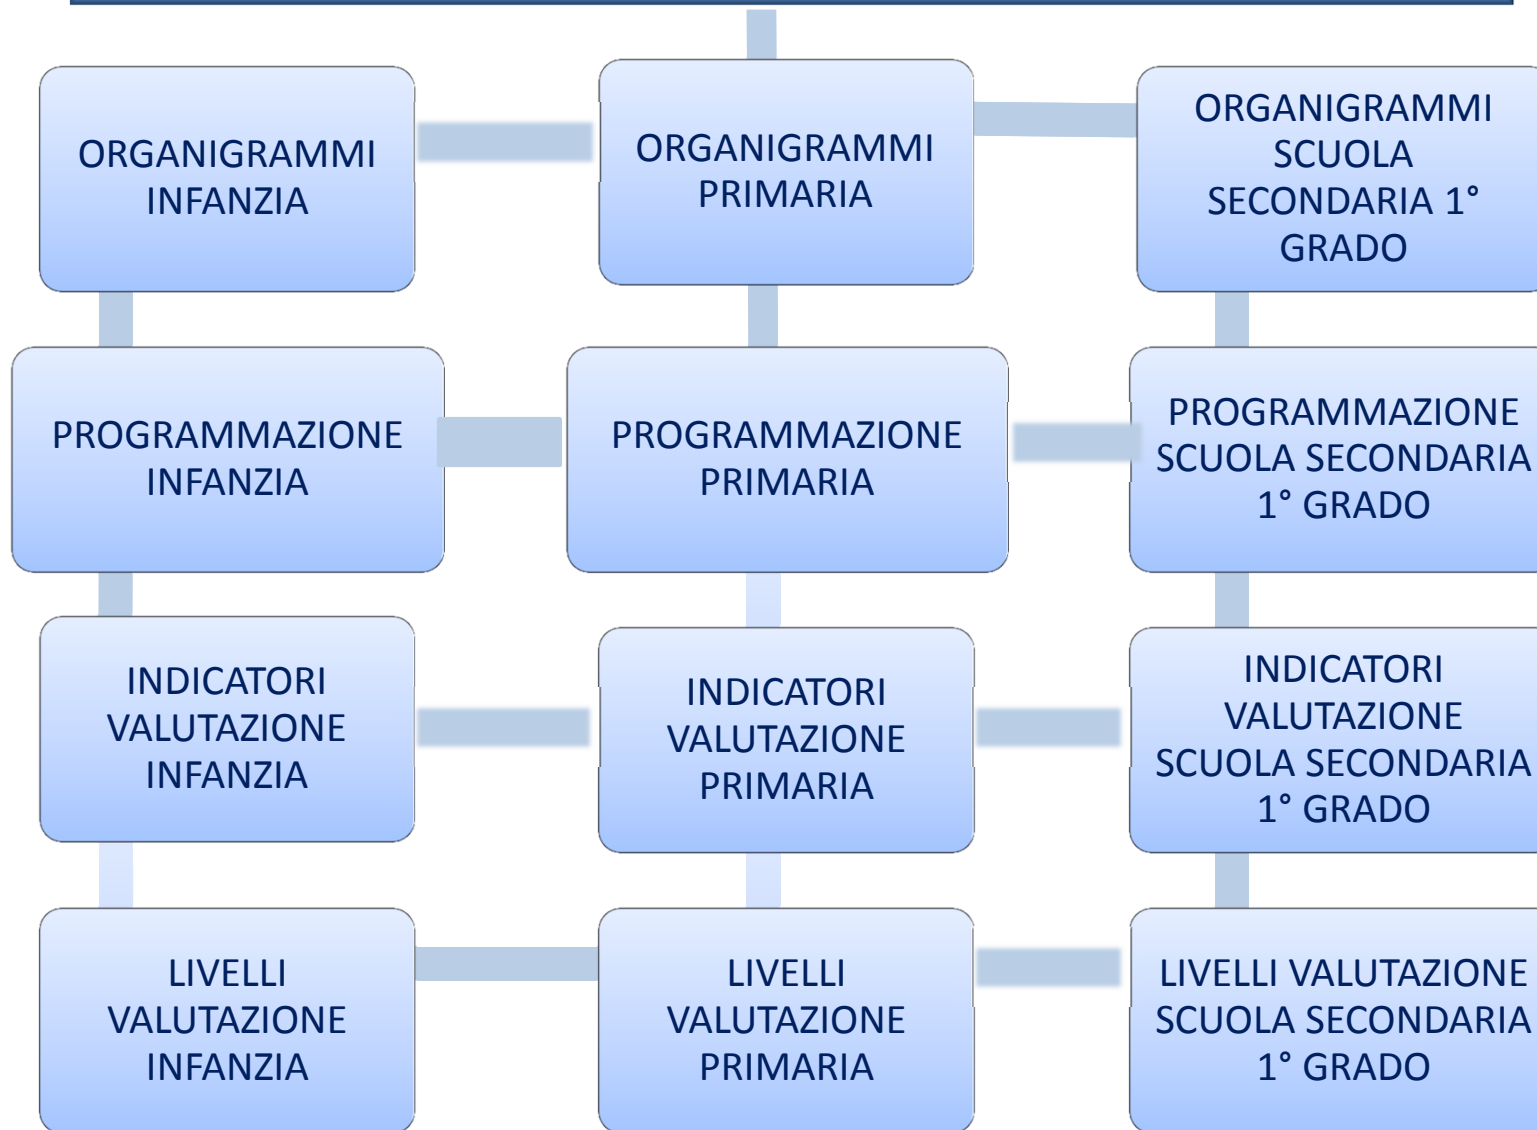 ORGANIGRAMMI
INFANZIA
ORGANIGRAMMI
PRIMARIA
ORGANIGRAMMI
SCUOLA
SECONDARIA 1°
GRADO
PROGRAMMAZIONE
INFANZIA
PROGRAMMAZIONE
PRIMARIA
PROGRAMMAZIONE
SCUOLA SECONDARIA
1° GRADO
INDICATORI
VALUTAZIONE
INFANZIA
INDICATORI
VALUTAZIONE
PRIMARIA
INDICATORI
VALUTAZIONE
SCUOLA SECONDARIA
1° GRADO
LIVELLI
VALUTAZIONE
INFANZIA
LIVELLI
VALUTAZIONE
PRIMARIA
LIVELLI VALUTAZIONE
SCUOLA SECONDARIA
1° GRADO